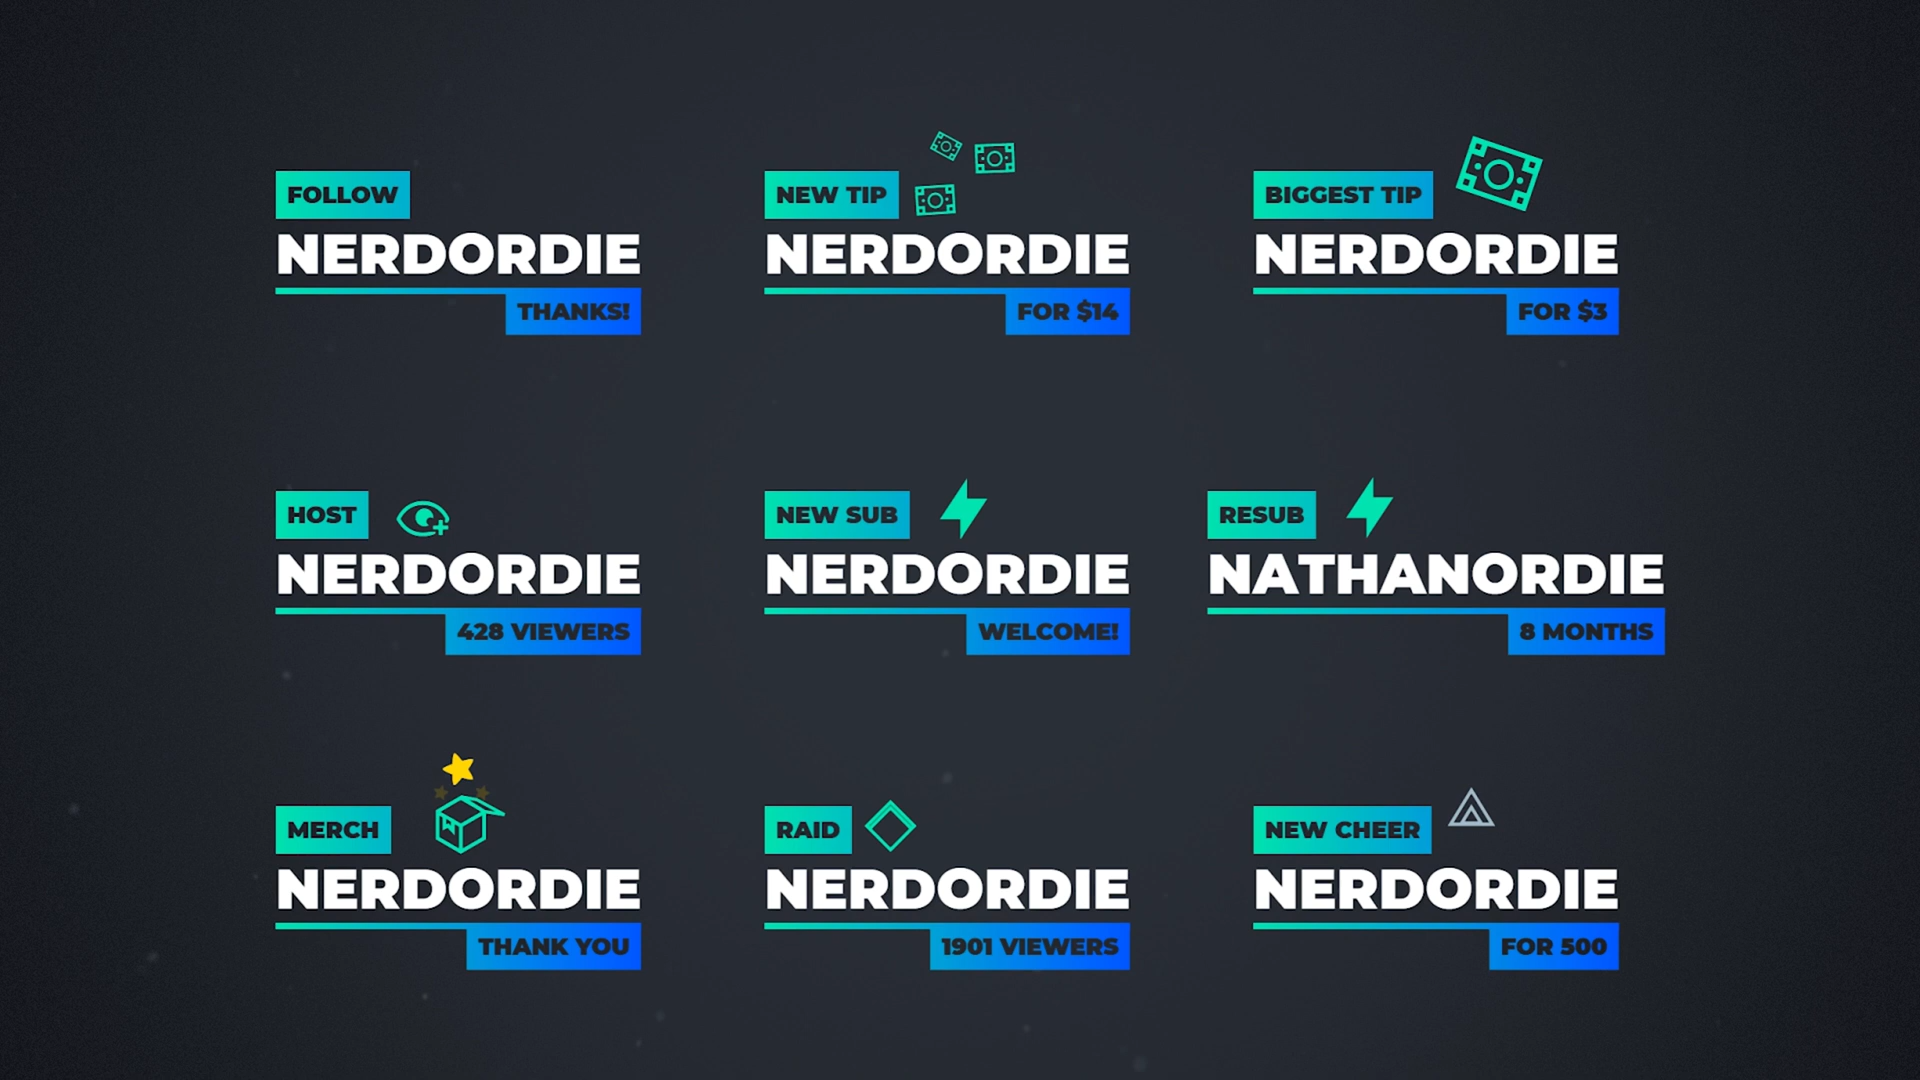 FOLLOW
NERDORDIE
THANKS!
NEW TIP
NERDORDIE
FOR $14
BIGGEST TIP
NERDORDIE
FOR $3
HOST
NERDORDIE
428 VIEWERS
NEW SUB
NERDORDIE
WELCOME!
RESUB
NATHANORDIE
8 MONTHS
MERCH
NERDORDIE
THANK YOU
RAID
NERDORDIE
1901 VIEWERS
NEW CHEER
NERDORDIE
FOR 500